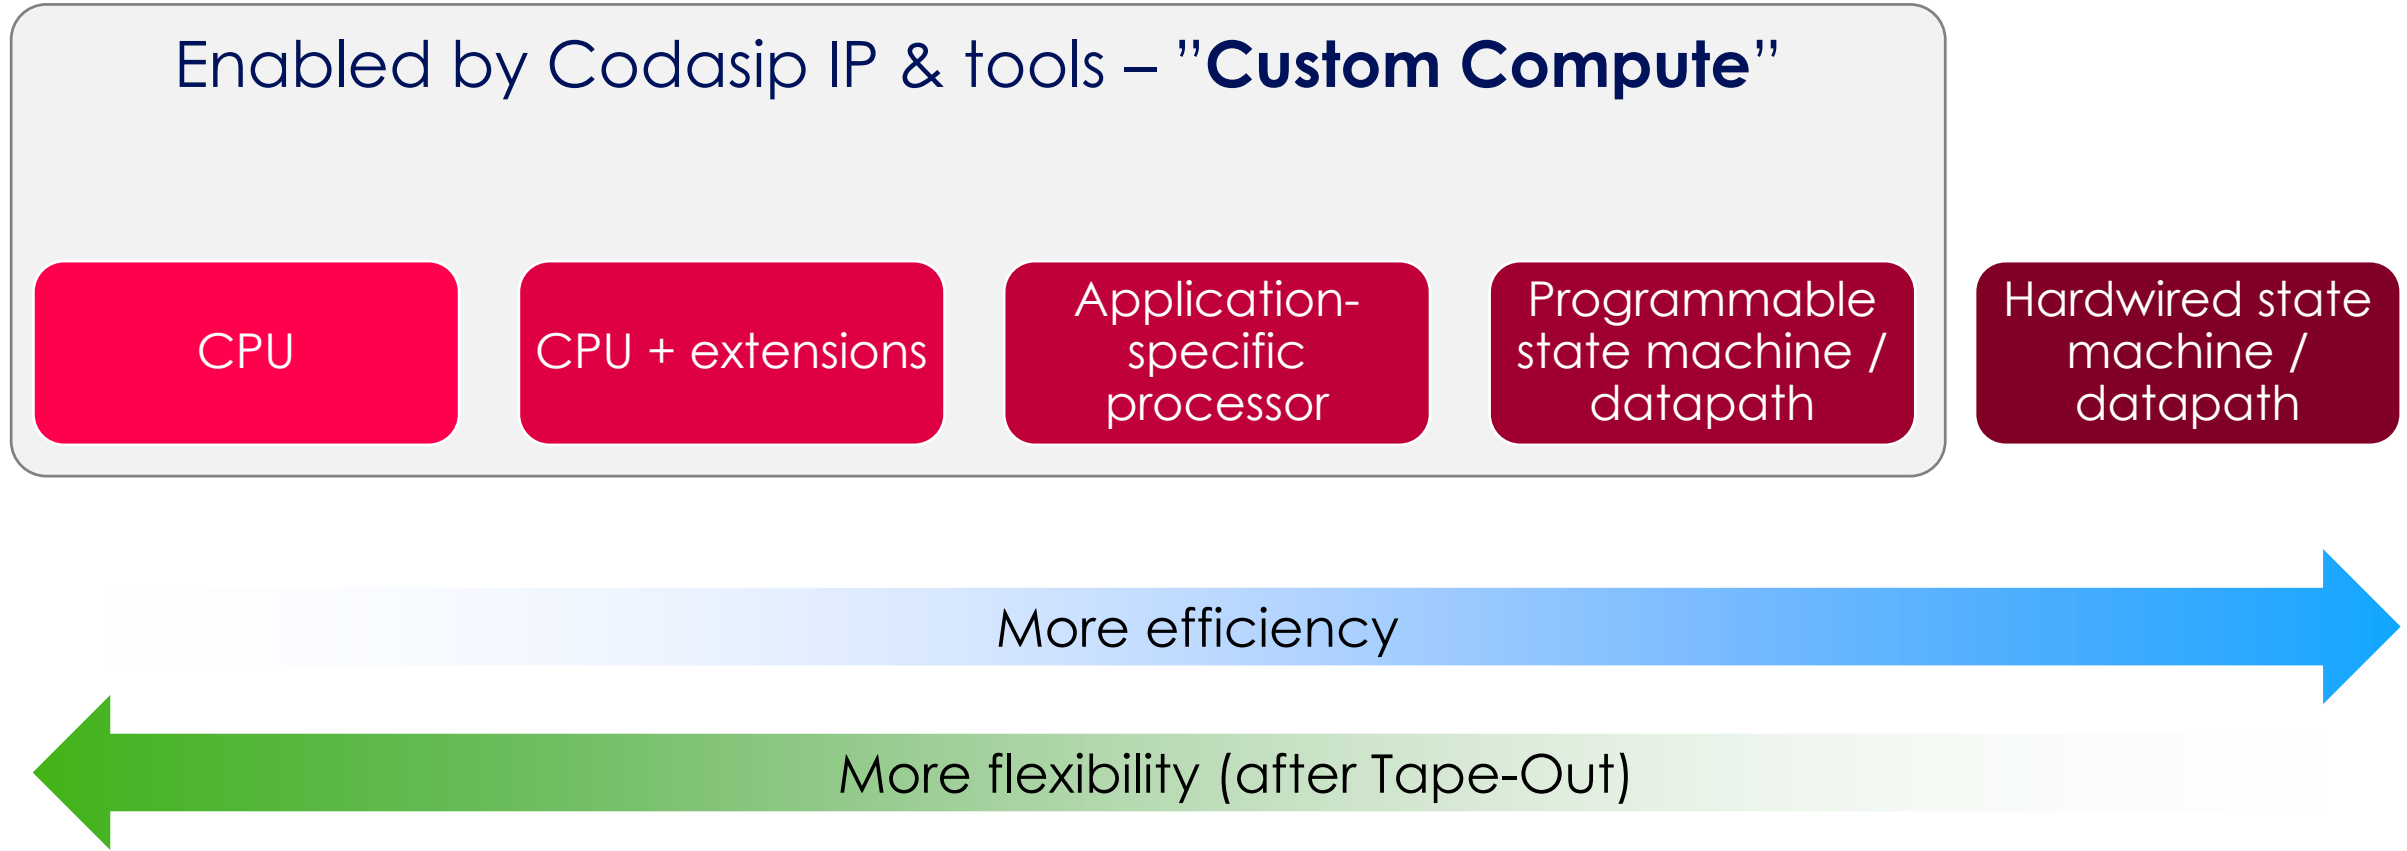 Enabled by Codasip IP & tools – ”Custom Compute”
CPU
CPU + extensions
Application-
specific
processor
Programmable
state machine /
datapath
Hardwired state
machine /
datapath
More efficiency
More flexibility (after Tape-Out)